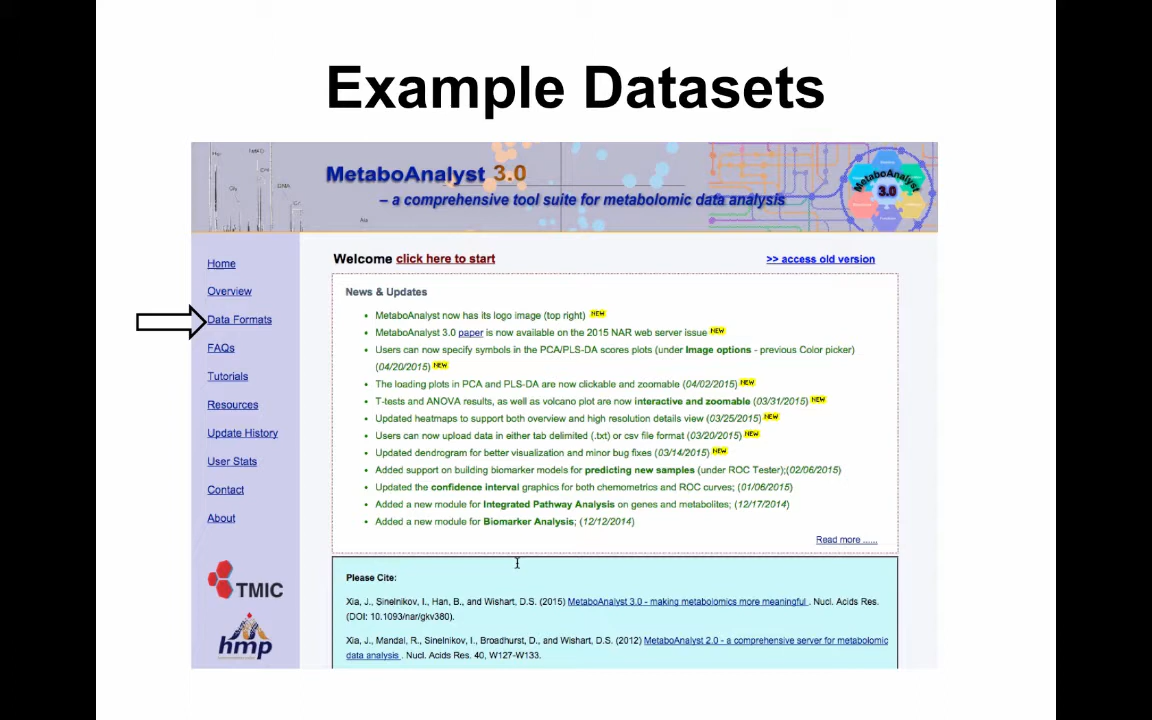 Example Datasets
MetaboAnalyst 3.0
– a comprehensive tool suite for metabolomic data analysis
MetaboAnalyst
3.0
Home
Overview
Data Formats
FAQs
Tutorials
Resources
Update History
User Stats
Contact
About
TMIC
hmp
Welcome click here to start
>> access old version
News & Updates
• MetaboAnalyst now has its logo image (top right) NEW
• MetaboAnalyst 3.0 paper is now available on the 2015 NAR web server issue NEW
• Users can now specify symbols in the PCA/PLS-DA scores plots (under Image options - previous Color picker)
(04/20/2015) NEW
• The loading plots in PCA and PLS-DA are now clickable and zoomable (04/02/2015) NEW
• T-tests and ANOVA results, as well as volcano plot are now interactive and zoomable (03/31/2015) NEW
• Updated heatmaps to support both overview and high resolution details view (03/25/2015) NEW
• Users can now upload data in either tab delimited (.txt) or csv file format (03/20/2015) NEW
• Updated dendrogram for better visualization and minor bug fixes (03/14/2015) NEW
• Added support on building biomarker models for predicting new samples (under ROC Tester);(02/06/2015)
• Updated the confidence interval graphics for both chemometrics and ROC curves; (01/06/2015)
• Added a new module for Integrated Pathway Analysis on genes and metabolites; (12/17/2014)
• Added a new module for Biomarker Analysis; (12/12/2014)
Read more ......
Please Cite:
Xia, J., Sinelnikov, I., Han, B., and Wishart, D.S. (2015) MetaboAnalyst 3.0 - making metabolomics more meaningful . Nucl. Acids Res.
(DOI: 10.1093/nar/gkv380).
Xia, J., Mandal, R., Sinelnikov, I., Broadhurst, D., and Wishart, D.S. (2012) MetaboAnalyst 2.0 - a comprehensive server for metabolomic
data analysis . Nucl. Acids Res. 40, W127-W133.